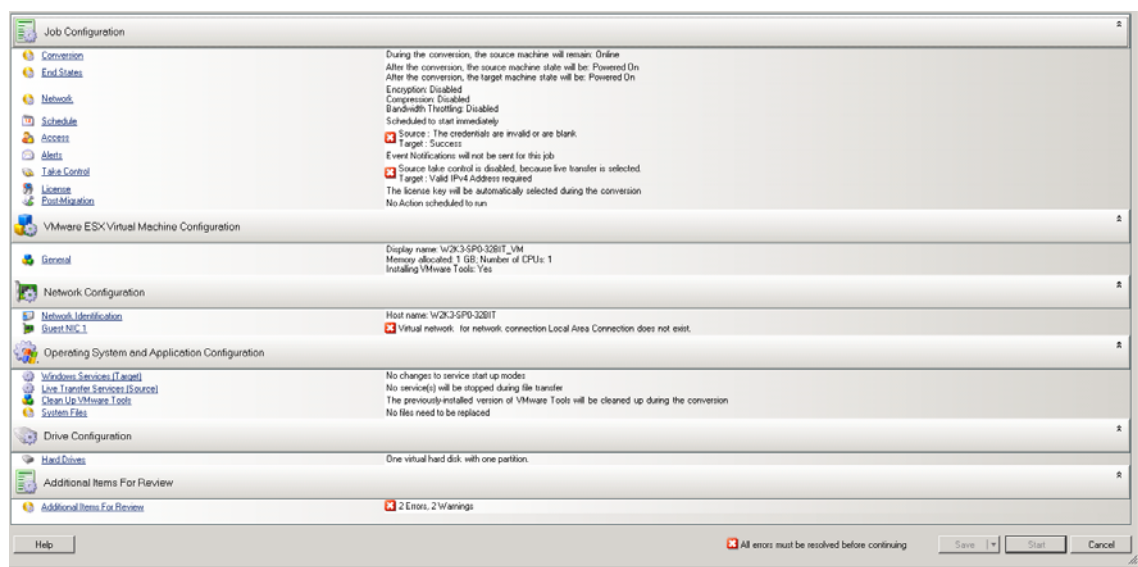 Job Configuration
Conversion During the conversion, the source machine will remain: Online
End States After the conversion, the source machine state will be: Powered On
After the conversion, the target machine state will be: Powered On
Network Encryption: Disabled
Compression: Disabled
Bandwidth Throttling: Disabled
Schedule Scheduled to start immediately
Access Source : The credentials are invalid or are blank.
Target : Success
Alerts Event Notifications will not be sent for this job
Take Control Source take control is disabled, because live transfer is selected.
Target : Valid IPv4 Address required
License The license key will be automatically selected during the conversion
Post-Migration No Action scheduled to run
VMware ESX Virtual Machine Configuration
General Display name: W2K3-SP0-32BIT_VM
Memory allocated: 1 GB; Number of CPUs: 1
Installing VMware Tools: Yes
Network Configuration
Network Identification Host name: W2K3-SP0-32BIT
Guest NIC 1 Virtual network for network connection Local Area Connection does not exist.
Operating System and Application Configuration
Windows Services (Target) No changes to service start up modes
Live Transfer Services (Source) No service(s) will be stopped during file transfer
Clean Up VMware Tools The previously-installed version of VMware Tools will be cleaned up during the conversion
System Files No files need to be replaced
Drive Configuration
Hard Drives One virtual hard disk with one partition.
Additional Items For Review
Additional Items For Review 2 Errors, 2 Warnings
Help All errors must be resolved before continuing Save Start Cancel